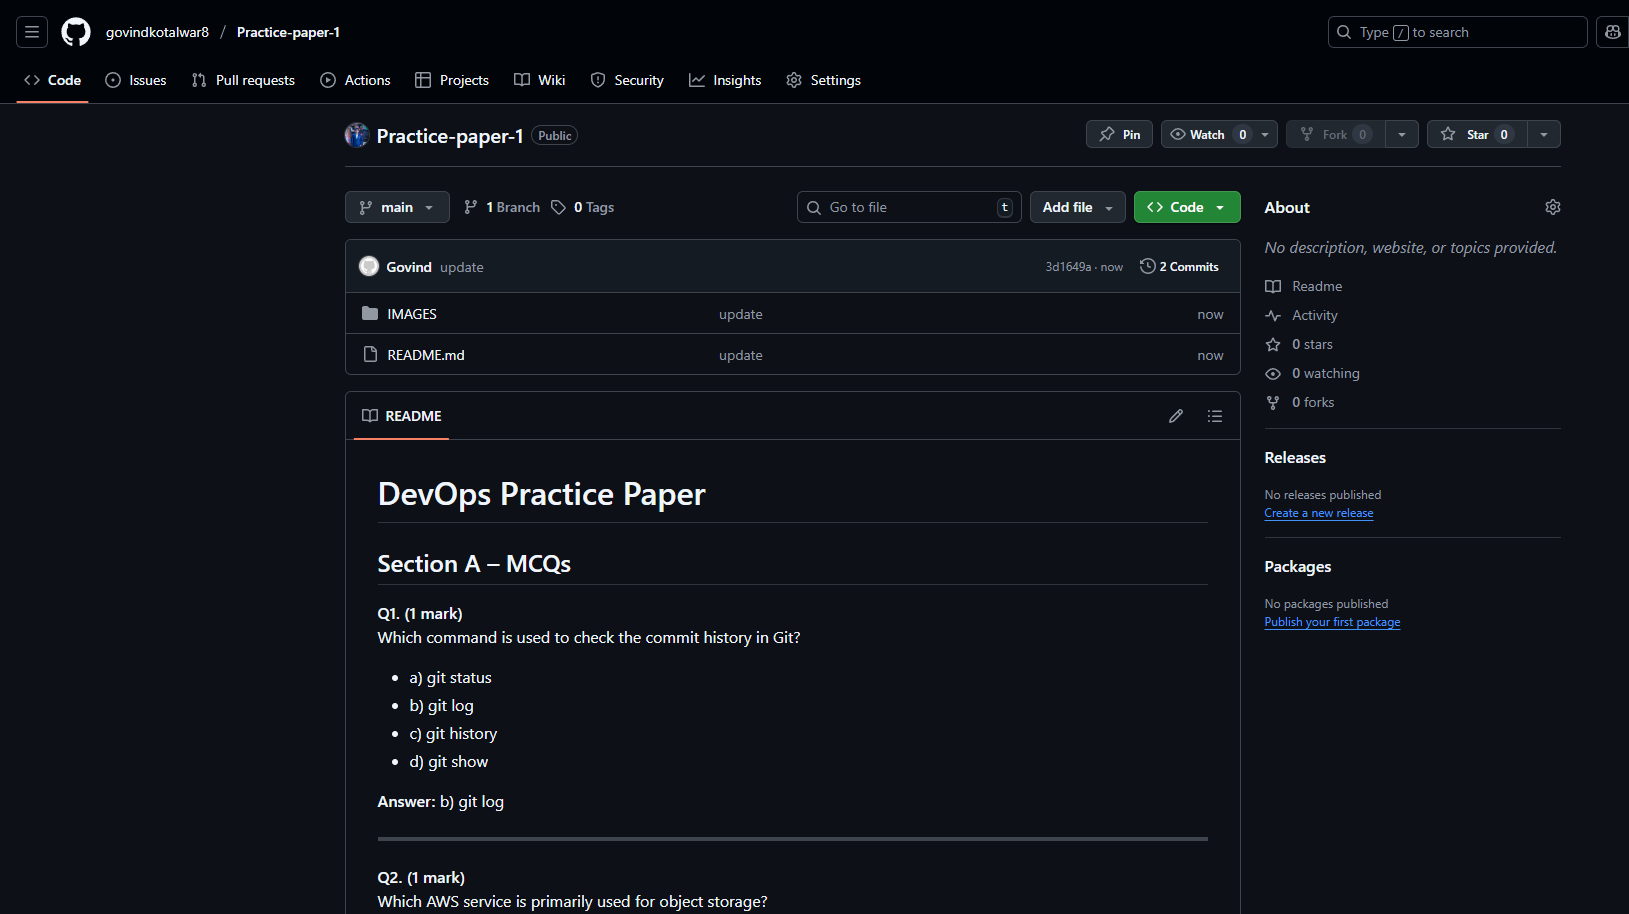 govindkotalwar8 / Practice-paper-1
Type / to search
Code Issues Pull requests Actions Projects Wiki Security Insights Settings
Practice-paper-1 Public
Pin Watch 0 Fork 0 Star 0
main 1 Branch 0 Tags Go to file t Add file Code
Govind update 3d1649a · now 2 Commits
IMAGES update now
README.md update now
README
DevOps Practice Paper
Section A – MCQs
Q1. (1 mark)
Which command is used to check the commit history in Git?
a) git status
b) git log
c) git history
d) git show
Answer: b) git log
Q2. (1 mark)
Which AWS service is primarily used for object storage?
About
No description, website, or topics provided.
Readme
Activity
0 stars
0 watching
0 forks
Releases
No releases published
Create a new release
Packages
No packages published
Publish your first package